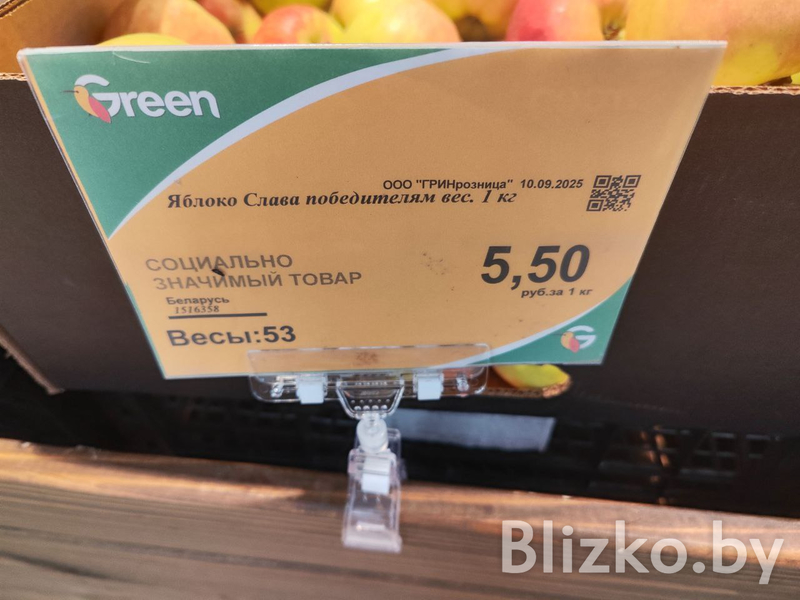 Green
ООО "ГРИНрозница" 10.09.2025
Яблоко Слава победителям вес. 1 кг
СОЦИАЛЬНО
ЗНАЧИМЫЙ ТОВАР
5,50
руб.за 1 кг
Беларусь
1516358
Весы:53
G
Blizko.by